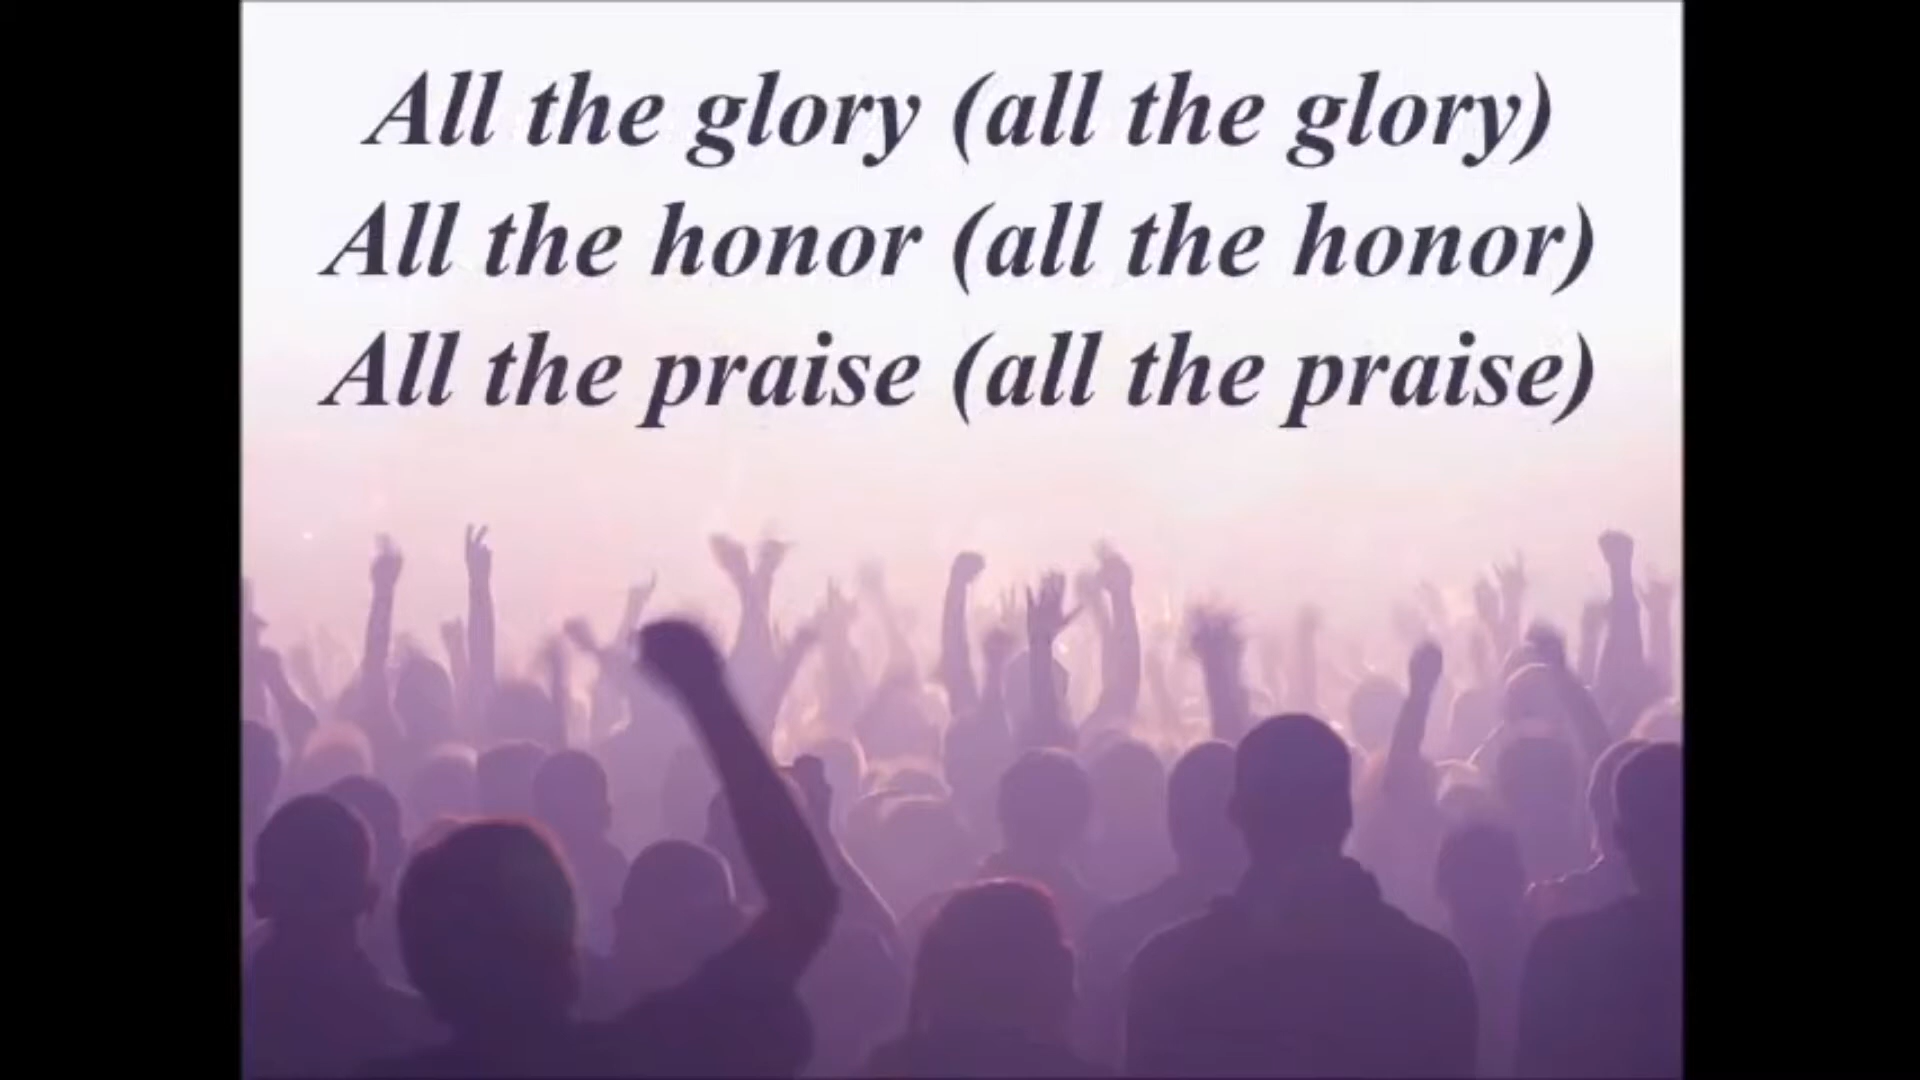 All the glory (all the glory)
All the honor (all the honor)
All the praise (all the praise)